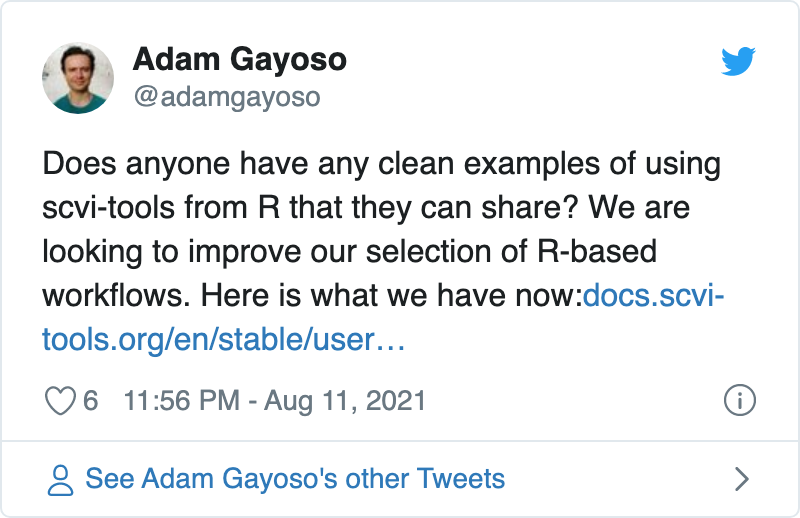 Adam Gayoso
@adamgayoso
Does anyone have any clean examples of using
scvi-tools from R that they can share? We are
looking to improve our selection of R-based
workflows. Here is what we have now:docs.scvi-
tools.org/en/stable/user…
6 11:56 PM - Aug 11, 2021
See Adam Gayoso's other Tweets